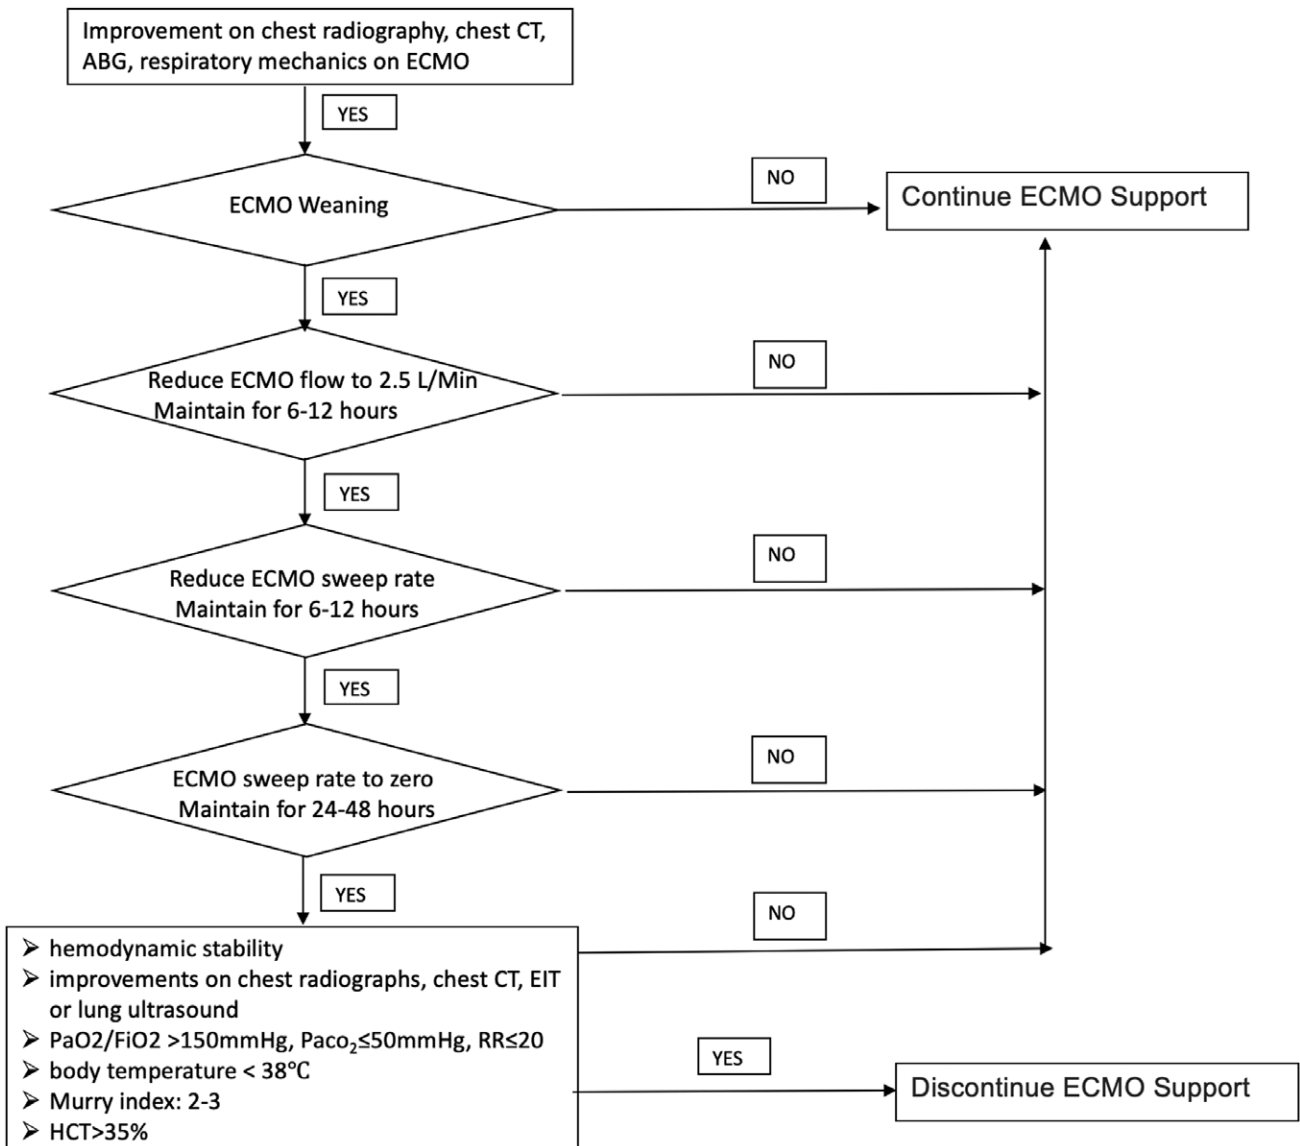 Improvement on chest radiography, chest CT,
ABG, respiratory mechanics on ECMO
YES
ECMO Weaning
NO
Continue ECMO Support
YES
Reduce ECMO flow to 2.5 L/Min
Maintain for 6-12 hours
NO
YES
Reduce ECMO sweep rate
Maintain for 6-12 hours
NO
YES
ECMO sweep rate to zero
Maintain for 24-48 hours
NO
YES
NO
➢ hemodynamic stability
➢ improvements on chest radiographs, chest CT, EIT
or lung ultrasound
➢ PaO2/FiO2 >150mmHg, Paco₂≤50mmHg, RR≤20
➢ body temperature < 38℃
➢ Murry index: 2-3
➢ HCT>35%
YES
Discontinue ECMO Support